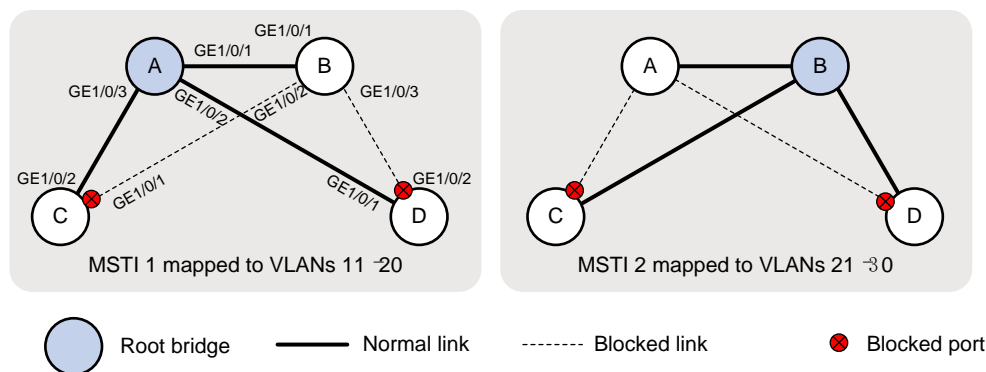 GE1/0/1
GE1/0/1
A
B
GE1/0/3
GE1/0/2
GE1/0/2
GE1/0/3
GE1/0/2
GE1/0/1
GE1/0/1
GE1/0/2
C
D
MSTI 1 mapped to VLANs 11 -20
A
B
C
D
MSTI 2 mapped to VLANs 21 -30
Root bridge
Normal link
Blocked link
Blocked port